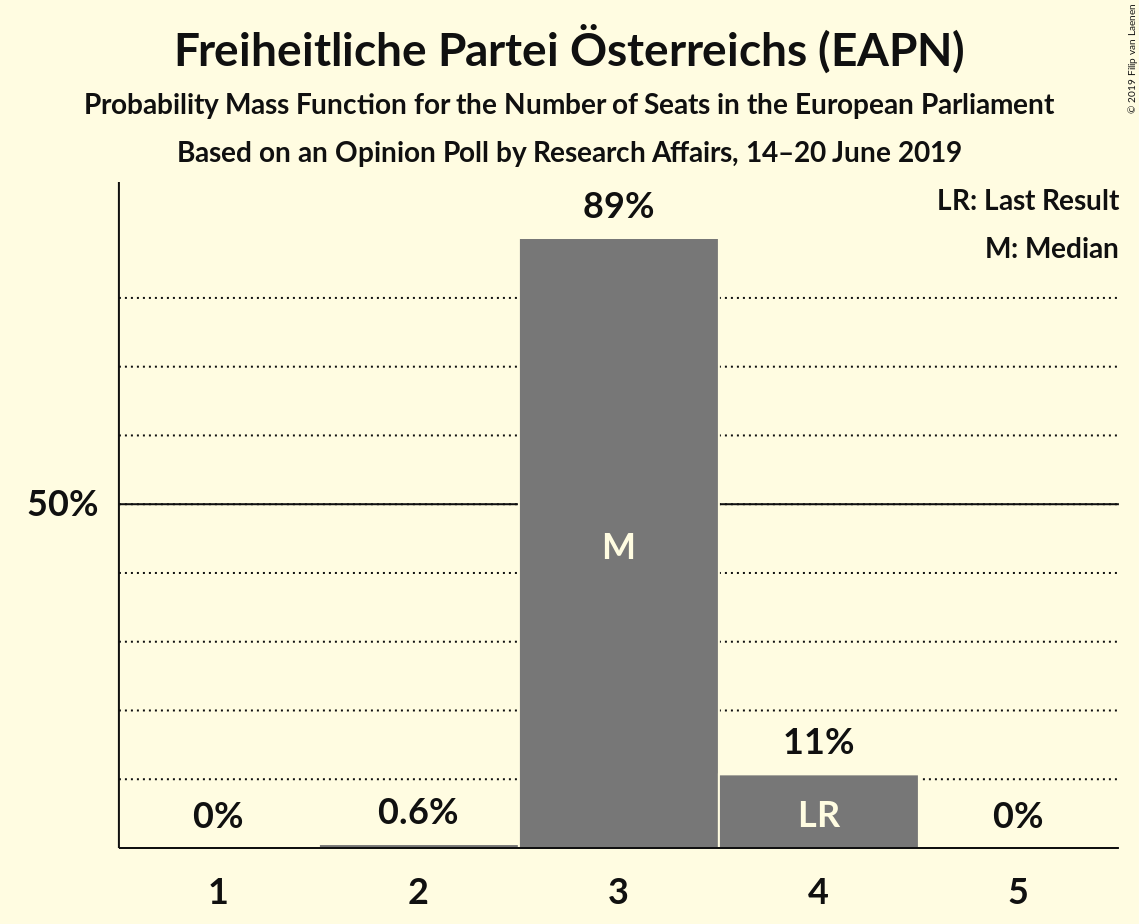 Freiheitliche Partei Österreichs (EAPN)
Probability Mass Function for the Number of Seats in the European Parliament
Based on an Opinion Poll by Research Affairs, 14–20 June 2019
© 2019 Filip van Laenen
LR: Last Result
M: Median
89%
50%
M
11%
0%
0.6%
LR
0%
1
2
3
4
5